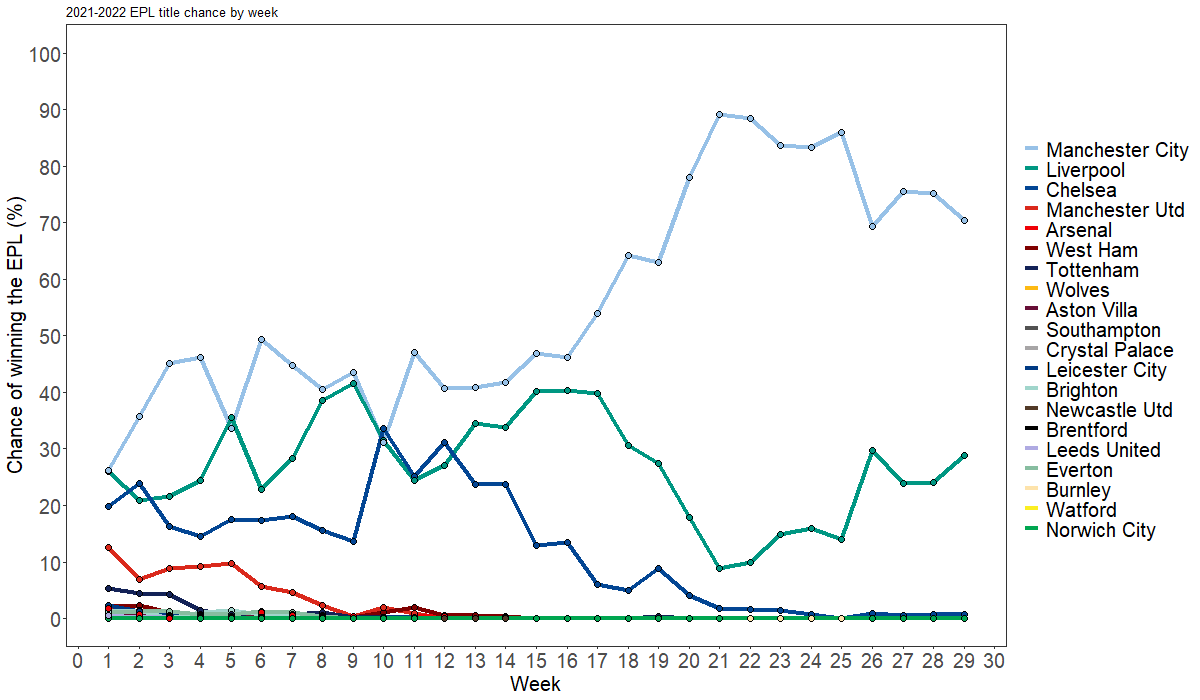 2021-2022 EPL title chance by week
Chance of winning the EPL (%)
100
90
80
70
60
50
40
30
20
10
0
0 1 2 3 4 5 6 7 8 9 10 11 12 13 14 15 16 17 18 19 20 21 22 23 24 25 26 27 28 29 30
Week
Manchester City
Liverpool
Chelsea
Manchester Utd
Arsenal
West Ham
Tottenham
Wolves
Aston Villa
Southampton
Crystal Palace
Leicester City
Brighton
Newcastle Utd
Brentford
Leeds United
Everton
Burnley
Watford
Norwich City